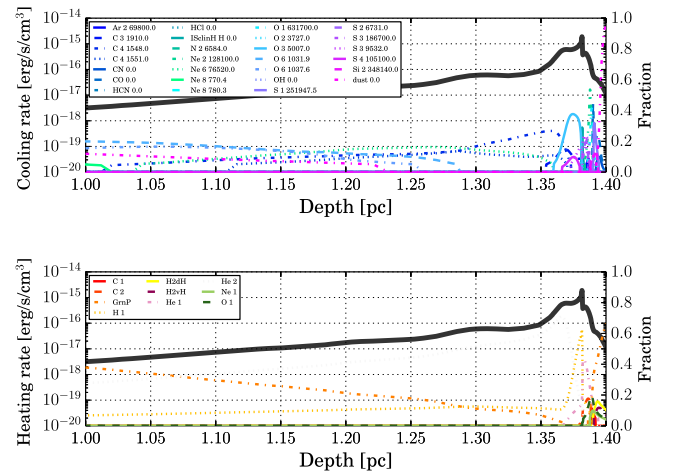 10⁻¹⁴ 1.0
Ar 2 69800.0 HCl 0.0 O 1 631700.0 S 2 6731.0
C 3 1910.0 ISclinH H 0.0 O 2 3727.0 S 3 186700.0
C 4 1548.0 N 2 6584.0 O 3 5007.0 S 3 9532.0
C 4 1551.0 Ne 2 128100.0 O 6 1031.9 S 4 105100.0
CN 0.0 Ne 6 76520.0 O 6 1037.6 Si 2 348140.0
CO 0.0 Ne 8 770.4 OH 0.0 dust 0.0
HCN 0.0 Ne 8 780.3 S 1 251947.5
10⁻¹⁵ 0.8
10⁻¹⁶ 0.6
10⁻¹⁷ 0.4
10⁻¹⁸
10⁻¹⁹ 0.2
10⁻²⁰ 0.0
Cooling rate [erg/s/cm³]
Fraction
1.00 1.05 1.10 1.15 1.20 1.25 1.30 1.35 1.40
Depth [pc]
10⁻¹⁴ 1.0
C 1 H2dH He 2
C 2 H2vH Ne 1
GrnP He 1 O 1
H 1
10⁻¹⁵ 0.8
10⁻¹⁶ 0.6
10⁻¹⁷ 0.4
10⁻¹⁸
10⁻¹⁹ 0.2
10⁻²⁰ 0.0
Heating rate [erg/s/cm³]
Fraction
1.00 1.05 1.10 1.15 1.20 1.25 1.30 1.35 1.40
Depth [pc]